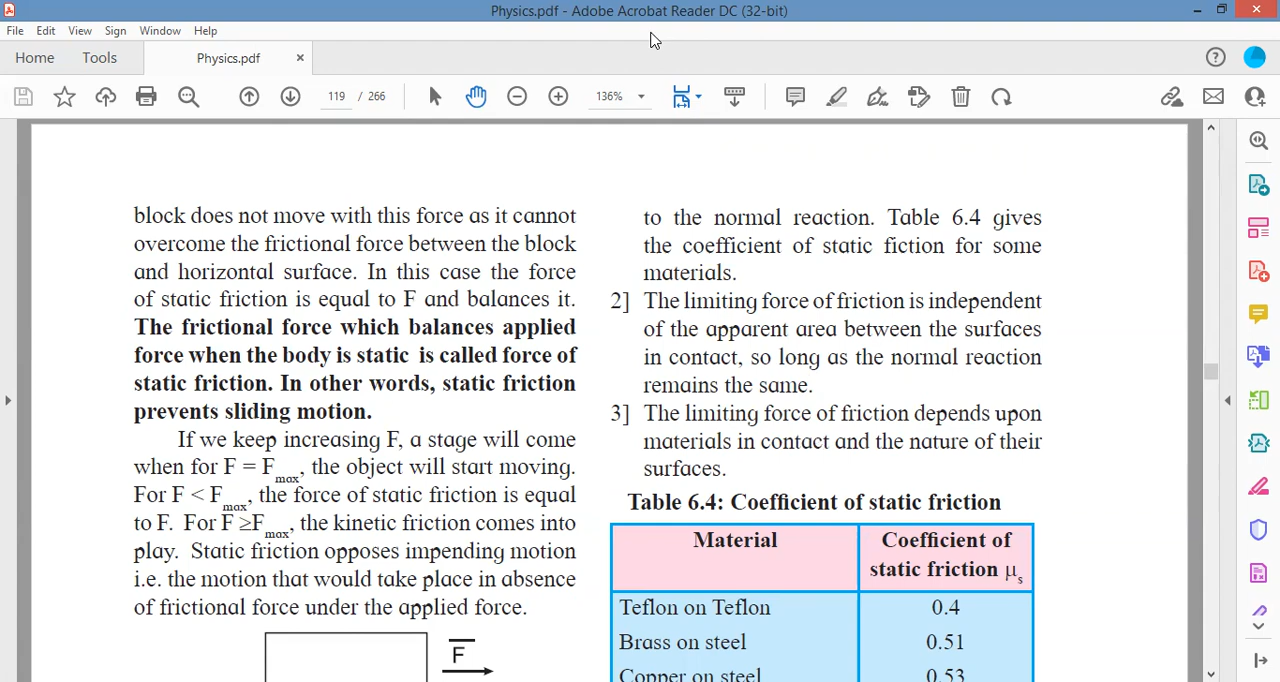 Physics.pdf - Adobe Acrobat Reader DC (32-bit)
File Edit View Sign Window Help
Home Tools Physics.pdf ×
119 / 266 136%
block does not move with this force as it cannot
overcome the frictional force between the block
and horizontal surface. In this case the force
of static friction is equal to F and balances it.
The frictional force which balances applied
force when the body is static is called force of
static friction. In other words, static friction
prevents sliding motion.
If we keep increasing F, a stage will come
when for F = Fmax, the object will start moving.
For F < Fmax, the force of static friction is equal
to F. For F ≥Fmax, the kinetic friction comes into
play. Static friction opposes impending motion
i.e. the motion that would take place in absence
of frictional force under the applied force.
F
to the normal reaction. Table 6.4 gives
the coefficient of static fiction for some
materials.
2] The limiting force of friction is independent
of the apparent area between the surfaces
in contact, so long as the normal reaction
remains the same.
3] The limiting force of friction depends upon
materials in contact and the nature of their
surfaces.
Table 6.4: Coefficient of static friction
Material Coefficient of
static friction μs
Teflon on Teflon 0.4
Brass on steel 0.51
Copper on steel 0.53